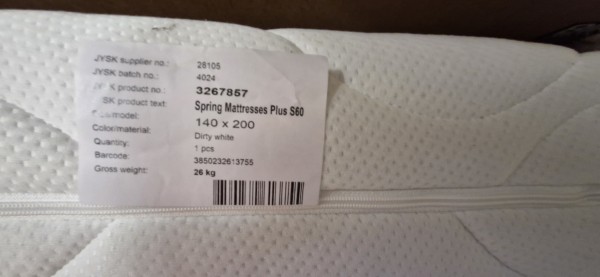 JYSK supplier no.: 26105
JYSK batch no.: 4024
K product no.: 3267857
SK product text: Spring Mattresses Plus S60
model: 140 x 200
Color/material: Dirty white
Quantity: 1 pcs
Barcode: 3850232613755
Gross weight: 26 kg